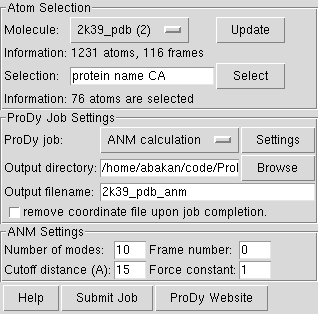 Atom Selection
Molecule: 2k39_pdb (2) Update
Information: 1231 atoms, 116 frames
Selection: protein name CA Select
Information: 76 atoms are selected
ProDy Job Settings
ProDy job: ANM calculation Settings
Output directory: /home/abakan/code/Prol Browse
Output filename: 2k39_pdb_anm
remove coordinate file upon job completion.
ANM Settings
Number of modes: 10 Frame number: 0
Cutoff distance (A): 15 Force constant: 1
Help Submit Job ProDy Website